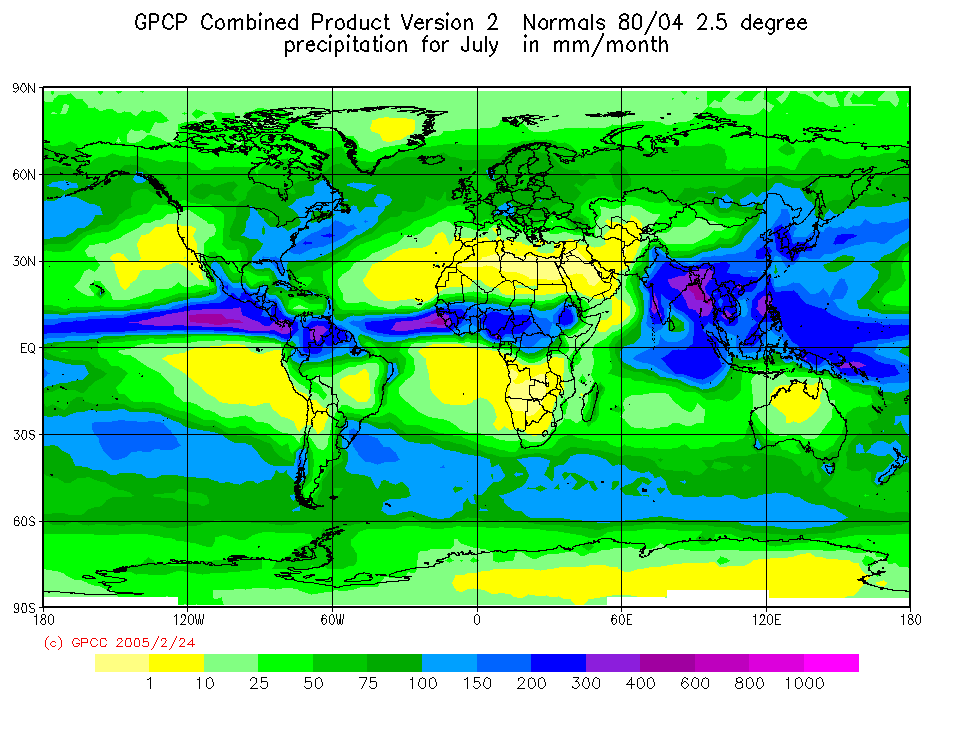 GPCP Combined Product Version 2 Normals 80/04 2.5 degree
precipitation for July in mm/month
90N
60N
30N
EQ
30S
60S
90S
180 120W 60W 0 60E 120E 180
(c) GPCC 2005/2/24
1 10 25 50 75 100 150 200 300 400 600 800 1000